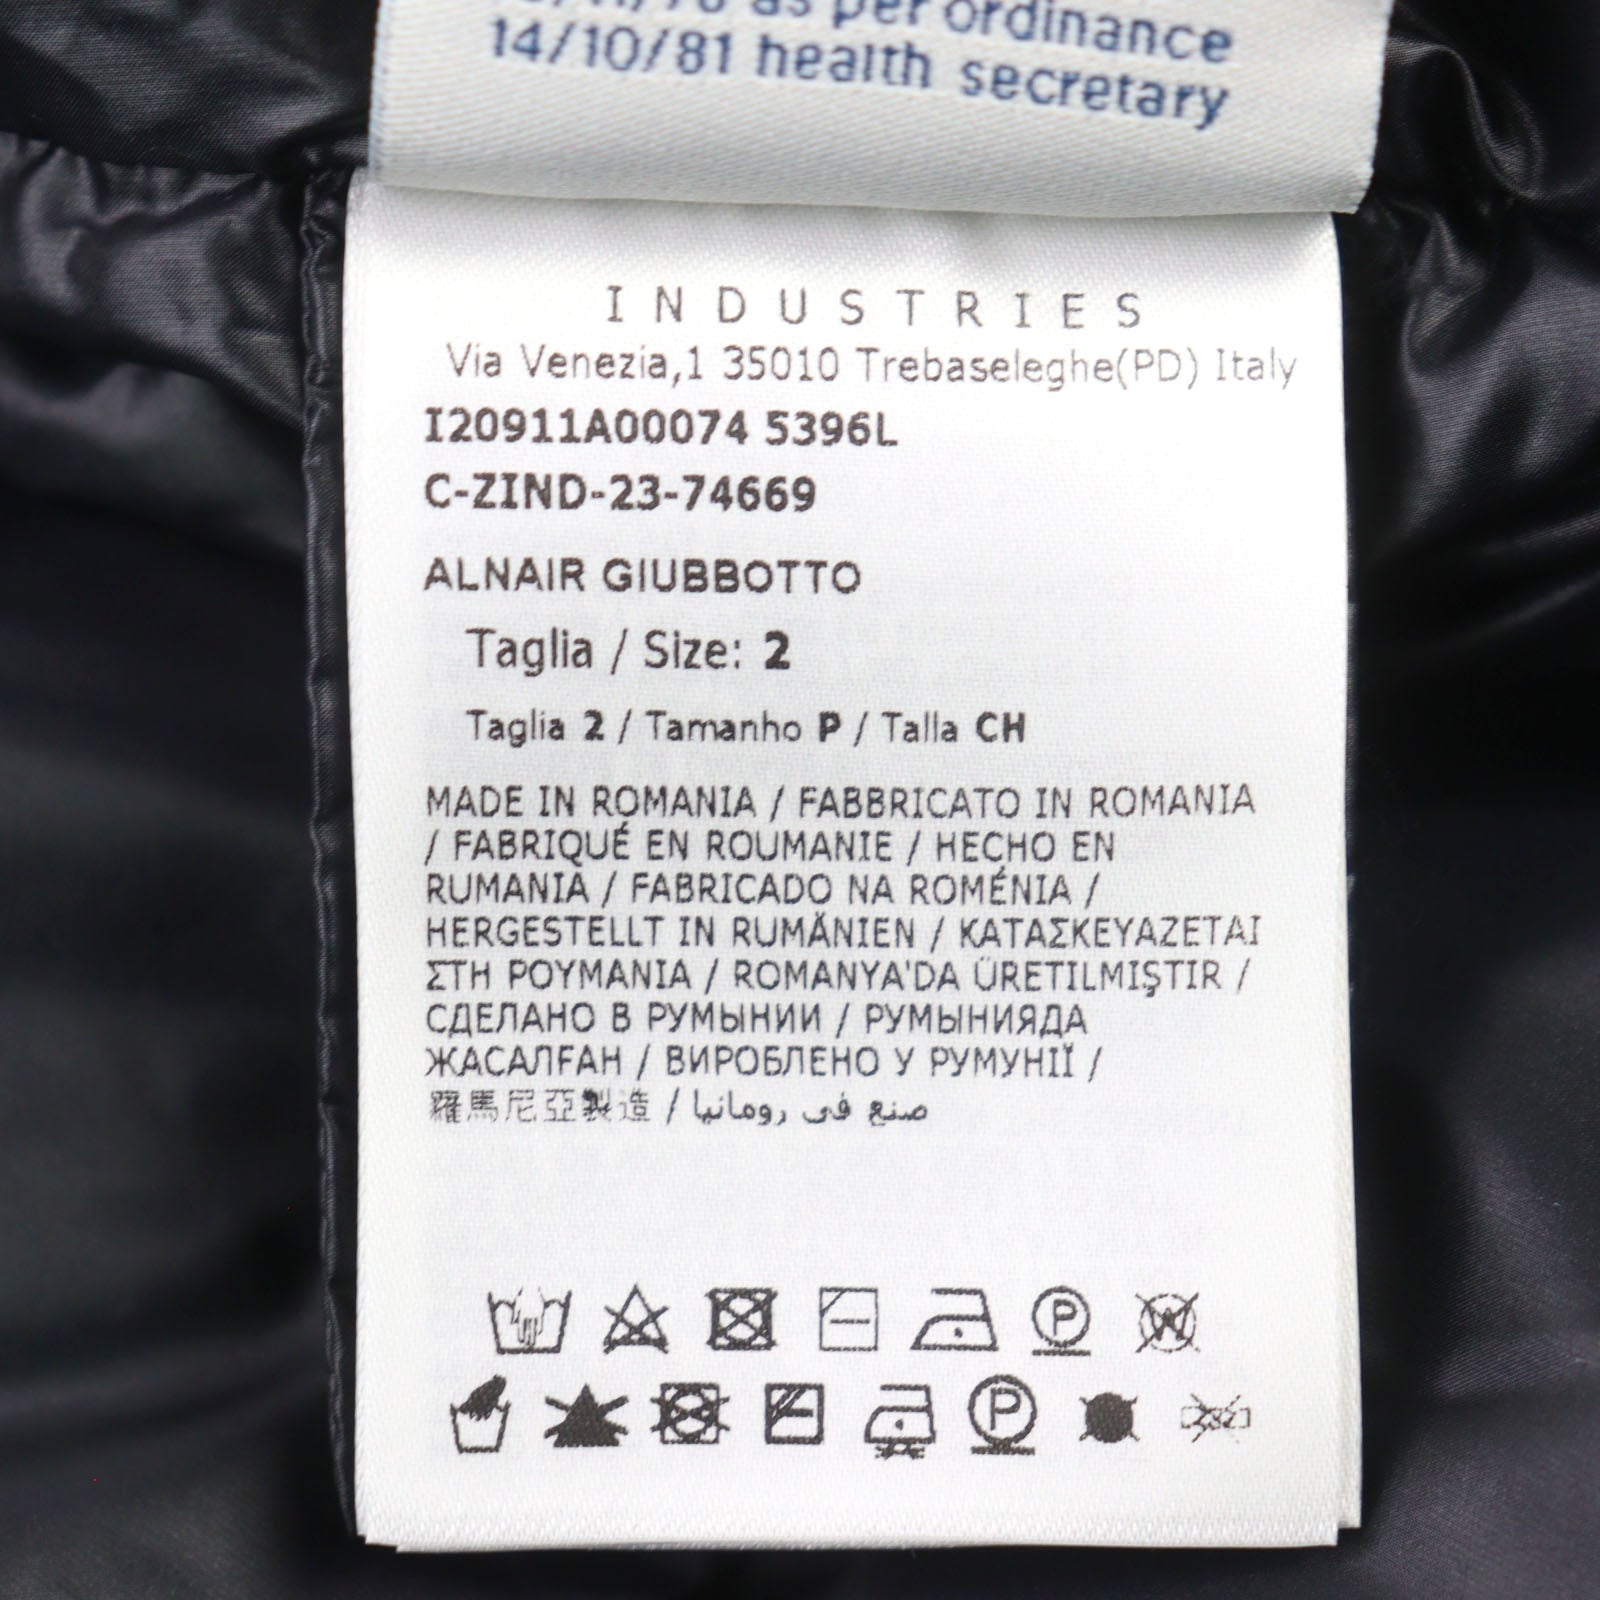 as per ordinance
14/10/81 health secretary
INDUSTRIES
Via Venezia,1 35010 Trebaseleghe(PD) Italy
I20911A00074 5396L
C-ZIND-23-74669
ALNAIR GIUBBOTTO
Taglia / Size: 2
Taglia 2 / Tamanho P / Talla CH
MADE IN ROMANIA / FABBRICATO IN ROMANIA
/ FABRIQUÉ EN ROUMANIE / HECHO EN
RUMANIA / FABRICADO NA ROMÉNIA /
HERGESTELLT IN RUMÄNIEN / ΚΑΤΑΣΚΕΥΑΖΕΤΑΙ
ΣΤΗ ΡΟΥΜΑΝΙΑ / ROMANYA'DA ÜRETILMIŞTIR /
СДЕЛАНО В РУМЫНИИ / РУМЫНИЯДА
ЖАСАЛҒАН / ВИРОБЛЕНО У РУМУНІЇ /
羅馬尼亞製造 / صنع في رومانيا
P W
P